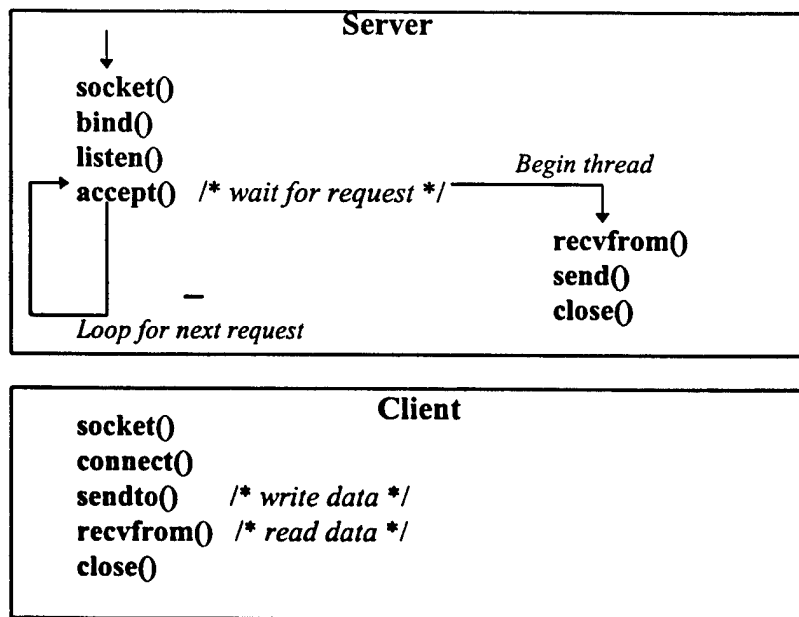 Server
socket()
bind()
listen()
accept() /* wait for request */
Begin thread
recvfrom()
send()
close()
Loop for next request
Client
socket()
connect()
sendto() /* write data */
recvfrom() /* read data */
close()